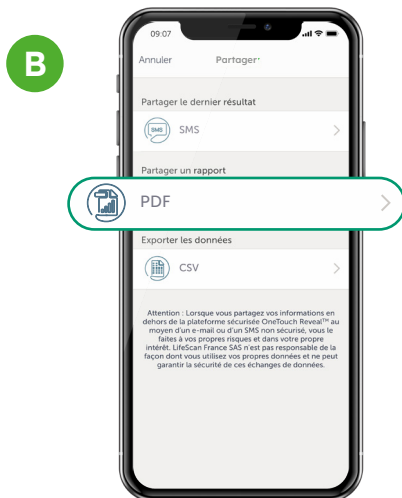 B
09:07
Annuler Partager
Partager le dernier résultat
SMS SMS
Partager un rapport
PDF
Exporter les données
CSV
Attention : Lorsque vous partagez vos informations en
dehors de la plateforme sécurisée OneTouch Reveal™ au
moyen d'un e-mail ou d'un SMS non sécurisé, vous le
faites à vos propres risques et dans votre propre
intérêt. LifeScan France SAS n'est pas responsable de la
façon dont vous utilisez vos propres données et ne peut
garantir la sécurité de ces échanges de données.